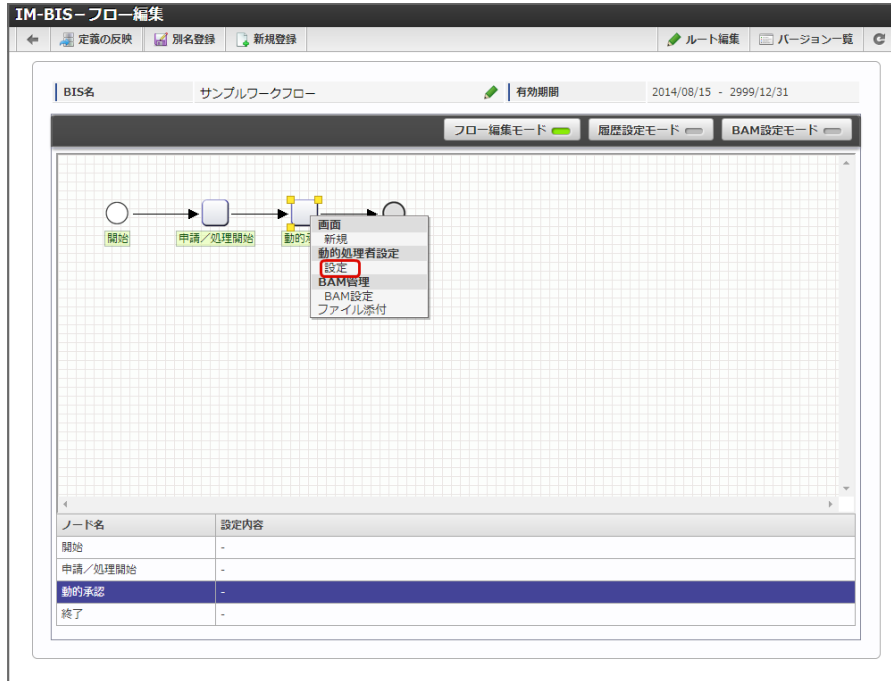 IM-BIS－フロー編集
定義の反映 別名登録 新規登録 ルート編集 バージョン一覧
BIS名 サンプルワークフロー 有効期間 2014/08/15 - 2999/12/31
フロー編集モード 履歴設定モード BAM設定モード
開始 申請／処理開始 動的
画面
新規
動的処理者設定
設定
BAM管理
BAM設定
ファイル添付
ノード名 設定内容
開始 -
申請／処理開始 -
動的承認 -
終了 -